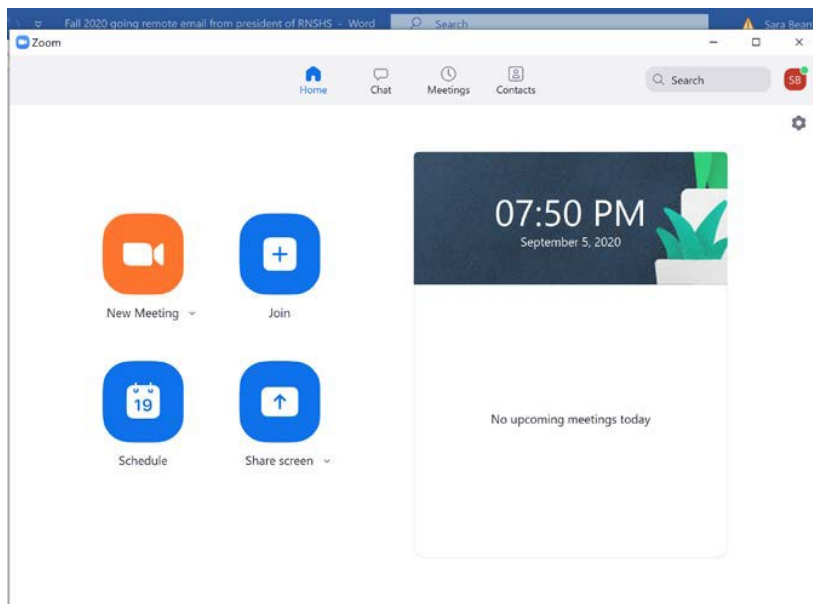 Fall 2020 going remote email from president of RNSHS - Word
Search
Sara Bean
Zoom
Home
Chat
Meetings
Contacts
Search
SB
07:50 PM
September 5, 2020
New Meeting
Join
19
Schedule
Share screen
No upcoming meetings today